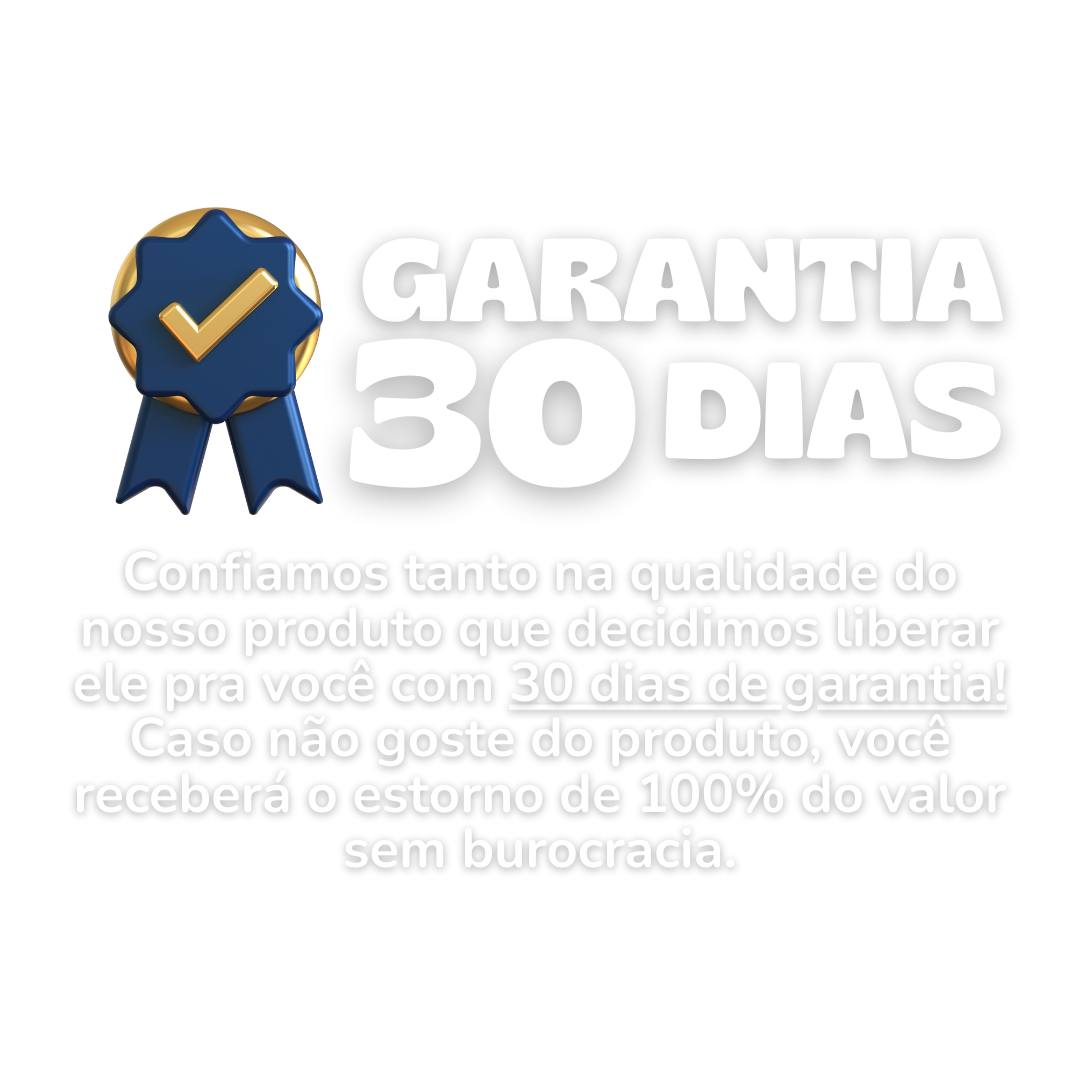 GARANTIA
30 DIAS
Confiamos tanto na qualidade do
nosso produto que decidimos liberar
ele pra você com 30 dias de garantia!
Caso não goste do produto, você
receberá o estorno de 100% do valor
sem burocracia.